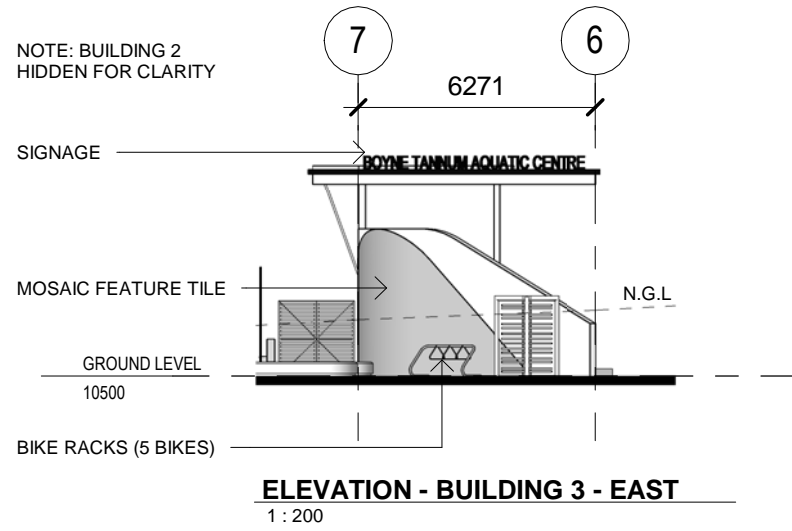 NOTE: BUILDING 2
HIDDEN FOR CLARITY
7
6
6271
SIGNAGE
BOYNE TANNUM AQUATIC CENTRE
MOSAIC FEATURE TILE
N.G.L
GROUND LEVEL
10500
BIKE RACKS (5 BIKES)
ELEVATION - BUILDING 3 - EAST
1 : 200